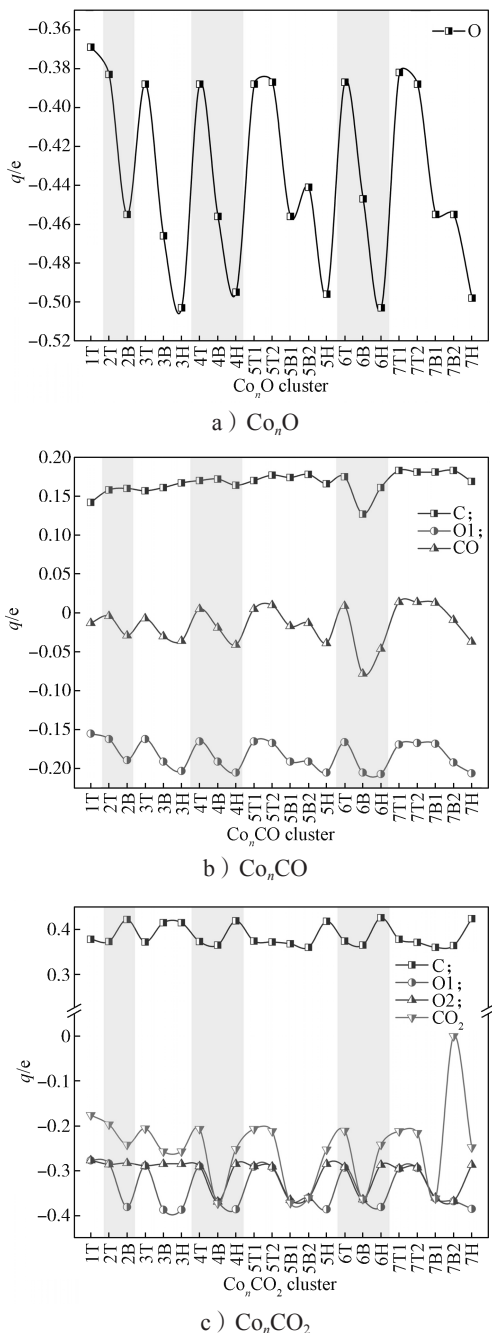 −0.36
−0.38
−0.40
−0.42
−0.44
−0.46
−0.48
−0.50
−0.52
q/e
O
1T 2T 2B 3T 3B 3H 4T 4B 4H 5T1 5T2 5B1 5B2 5H 6T 6B 6H 7T1 7T2 7B1 7B2 7H
ConO cluster
a）ConO
0.20
0.15
0.10
0.05
0
−0.05
−0.10
−0.15
−0.20
q/e
C;
O1;
CO
1T 2T 2B 3T 3B 3H 4T 4B 4H 5T1 5T2 5B1 5B2 5H 6T 6B 6H 7T1 7T2 7B1 7B2 7H
ConCO cluster
b）ConCO
0.4
0.3
0
−0.1
−0.2
−0.3
−0.4
q/e
C;
O1;
O2;
CO2
1T 2T 2B 3T 3B 3H 4T 4B 4H 5T1 5T2 5B1 5B2 5H 6T 6B 6H 7T1 7T2 7B1 7B2 7H
ConCO2 cluster
c）ConCO2